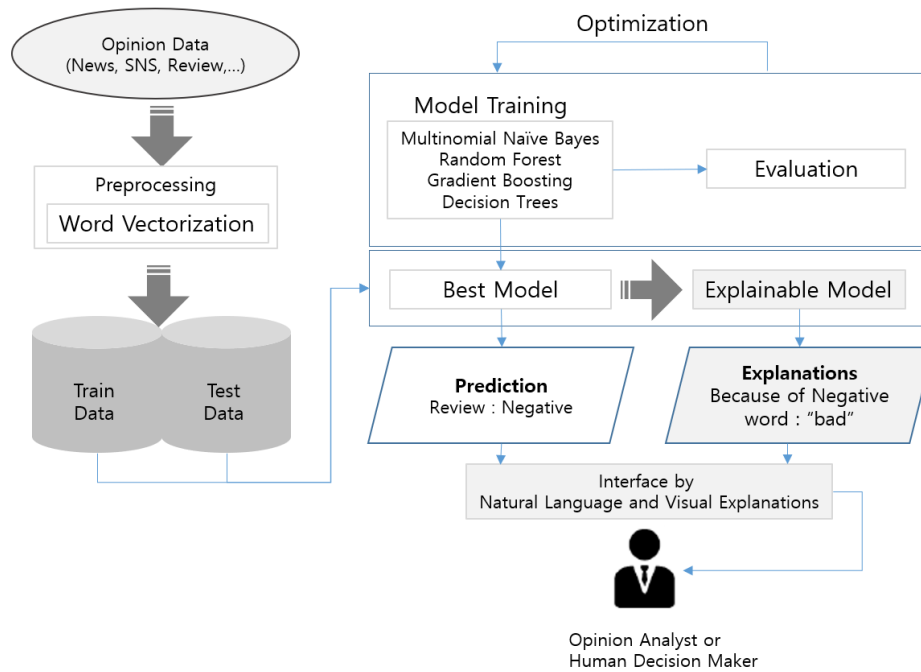 Opinion Data
(News, SNS, Review,...)
Preprocessing
Word Vectorization
Train
Data
Test
Data
Optimization
Model Training
Multinomial Naïve Bayes
Random Forest
Gradient Boosting
Decision Trees
Evaluation
Best Model
Explainable Model
Prediction
Review : Negative
Explanations
Because of Negative
word : “bad”
Interface by
Natural Language and Visual Explanations
Opinion Analyst or
Human Decision Maker